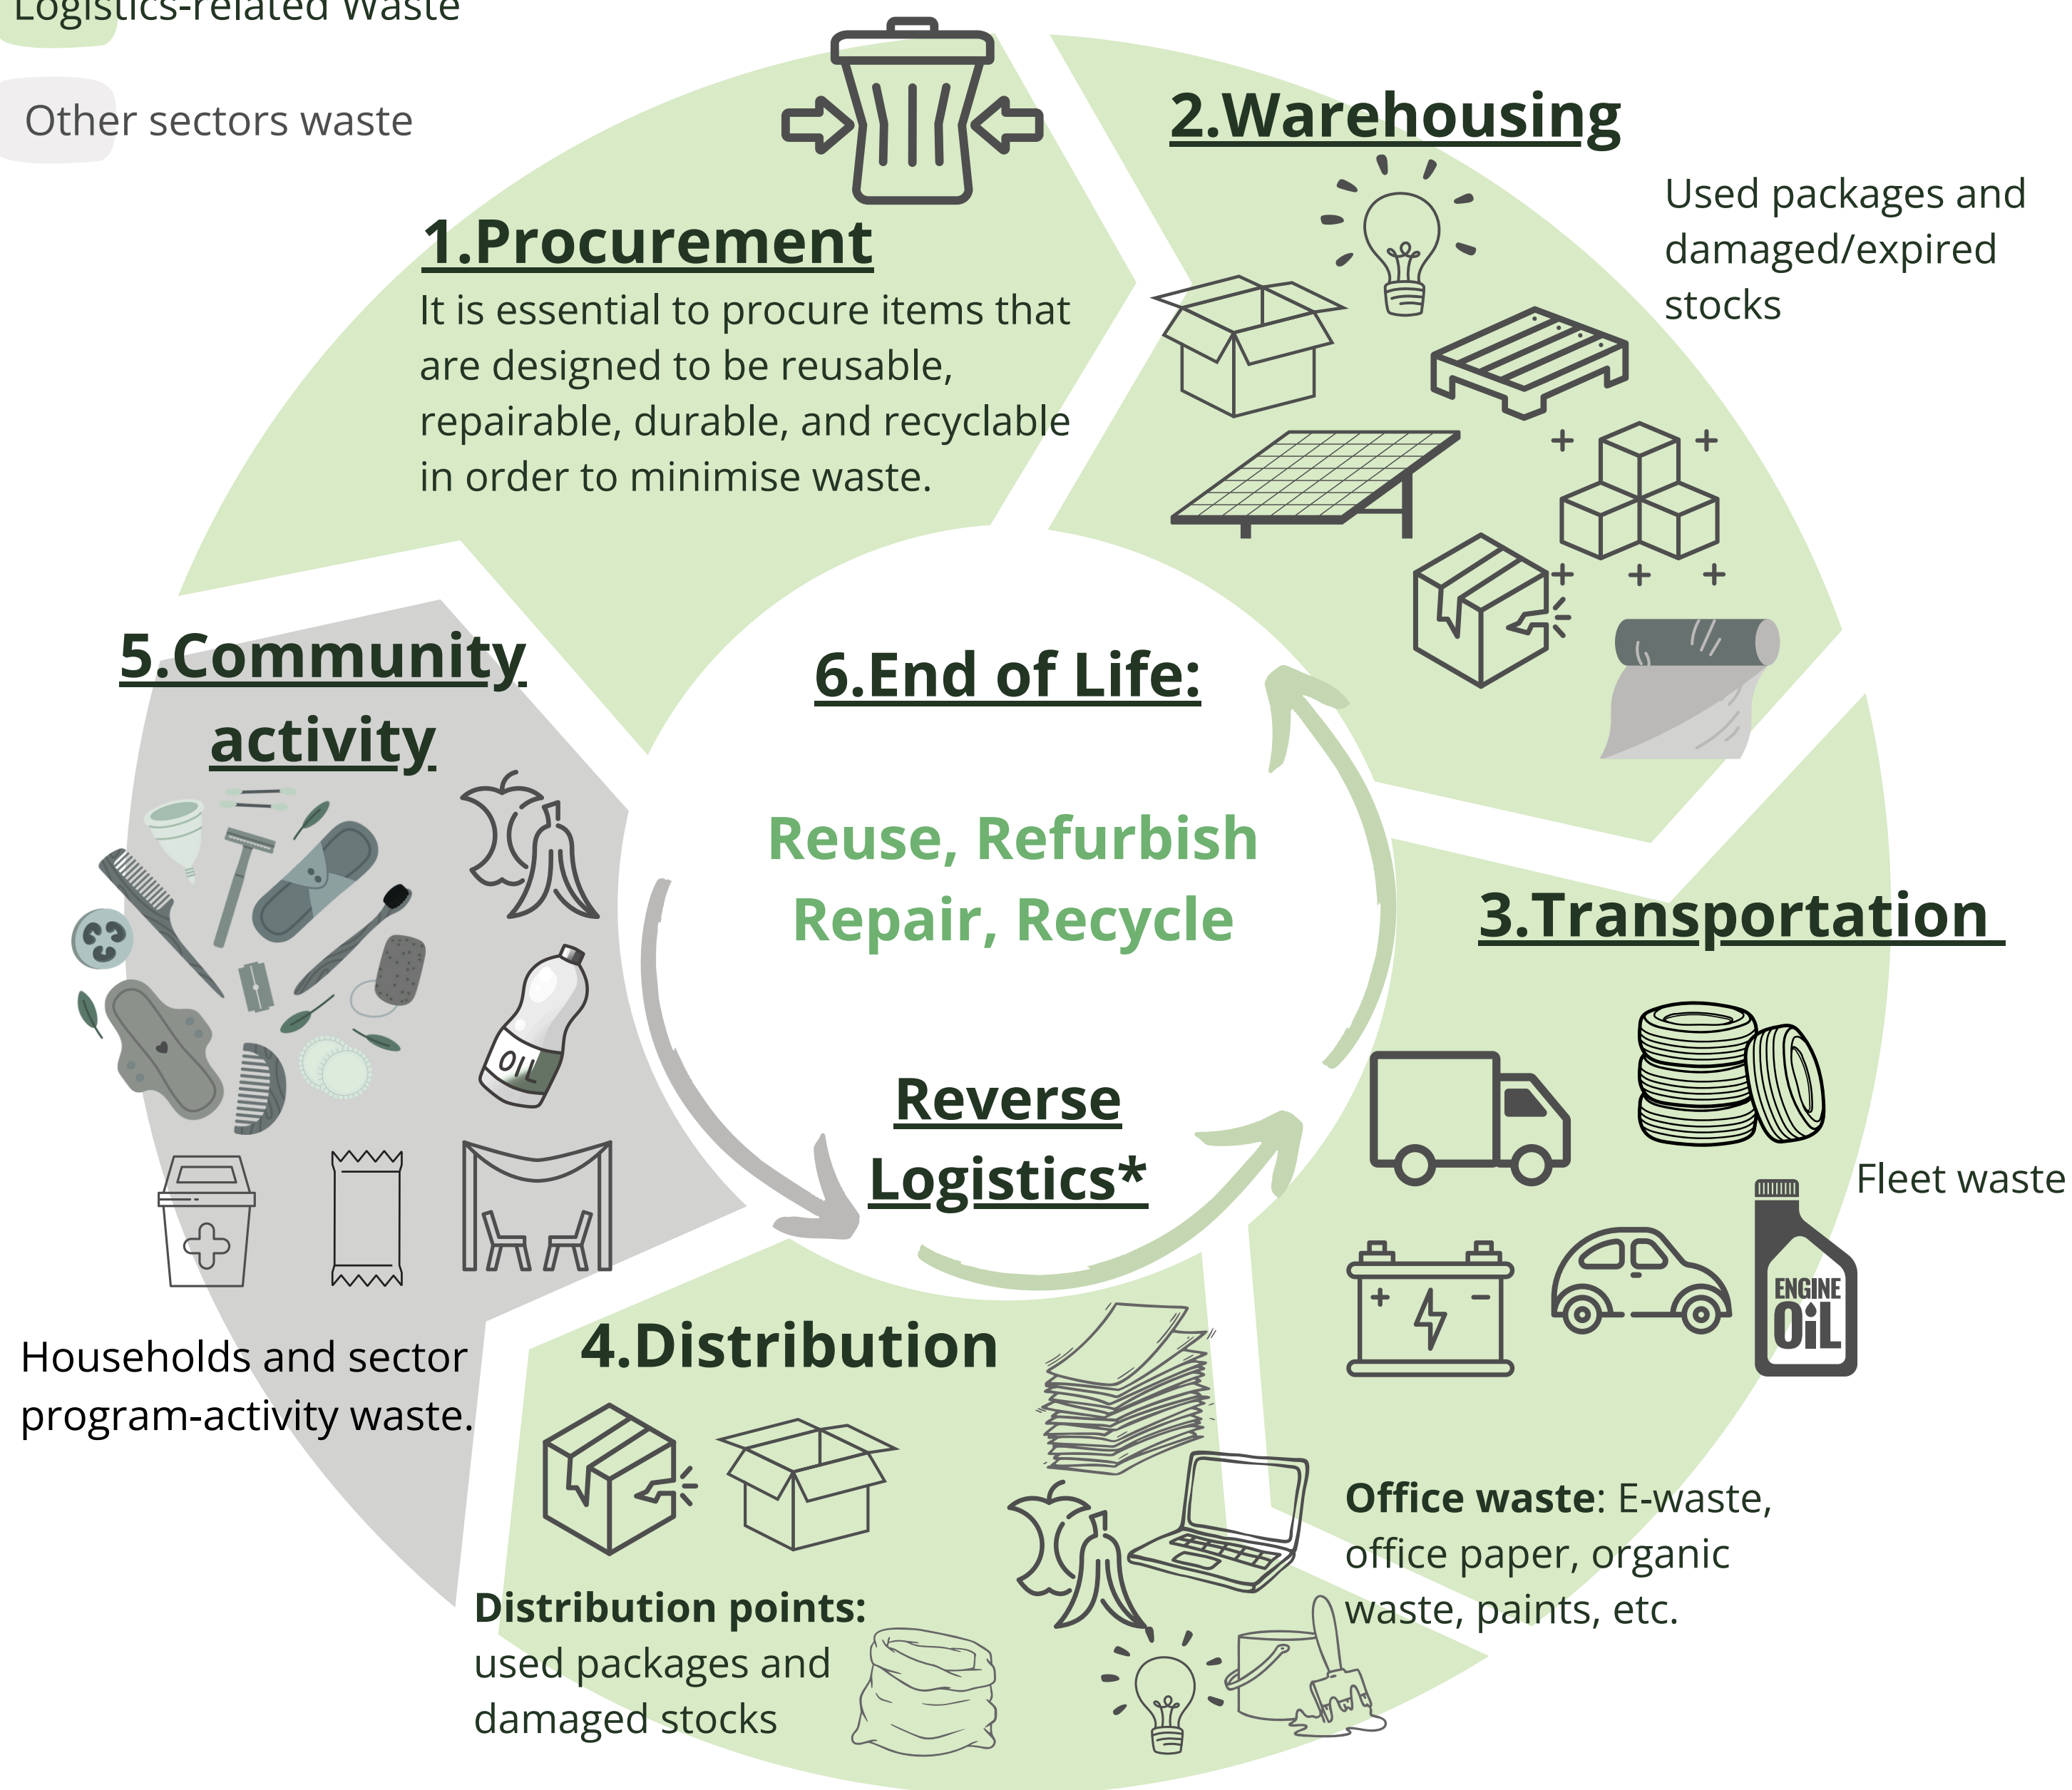 Logistics-related Waste
Other sectors waste
1.Procurement
It is essential to procure items that
are designed to be reusable,
repairable, durable, and recyclable
in order to minimise waste.
2.Warehousing
Used packages and
damaged/expired
stocks
3.Transportation
Fleet waste
ENGINE
OiL
Office waste: E-waste,
office paper, organic
waste, paints, etc.
4.Distribution
Distribution points:
used packages and
damaged stocks
5.Community
activity
OIL
Households and sector
program-activity waste.
6.End of Life:
Reuse, Refurbish
Repair, Recycle
Reverse
Logistics*